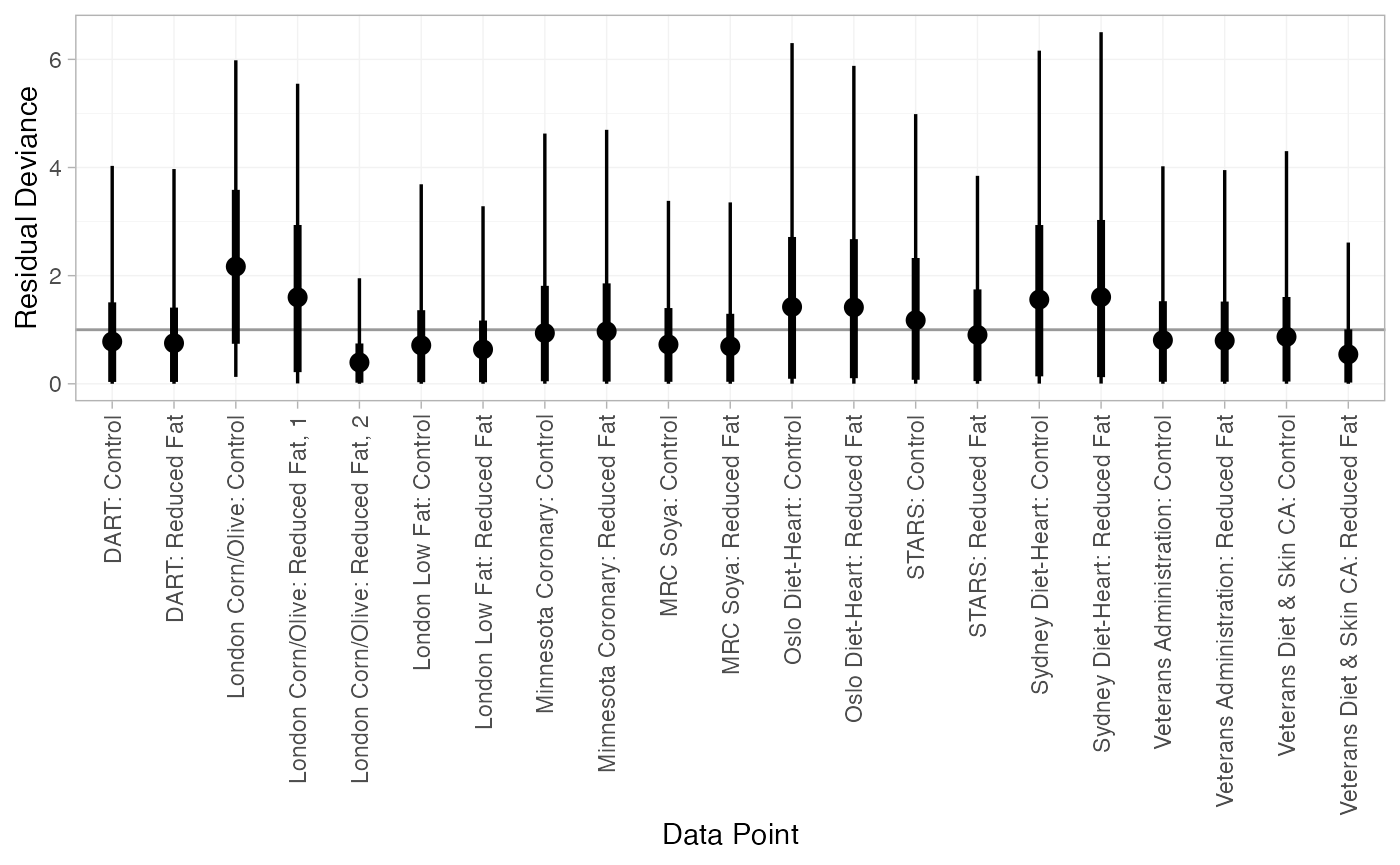 Residual Deviance
6
4
2
0
DART: Control
DART: Reduced Fat
London Corn/Olive: Control
London Corn/Olive: Reduced Fat, 1
London Corn/Olive: Reduced Fat, 2
London Low Fat: Control
London Low Fat: Reduced Fat
Minnesota Coronary: Control
Minnesota Coronary: Reduced Fat
MRC Soya: Control
MRC Soya: Reduced Fat
Oslo Diet-Heart: Control
Oslo Diet-Heart: Reduced Fat
STARS: Control
STARS: Reduced Fat
Sydney Diet-Heart: Control
Sydney Diet-Heart: Reduced Fat
Veterans Administration: Control
Veterans Administration: Reduced Fat
Veterans Diet & Skin CA: Control
Veterans Diet & Skin CA: Reduced Fat
Data Point